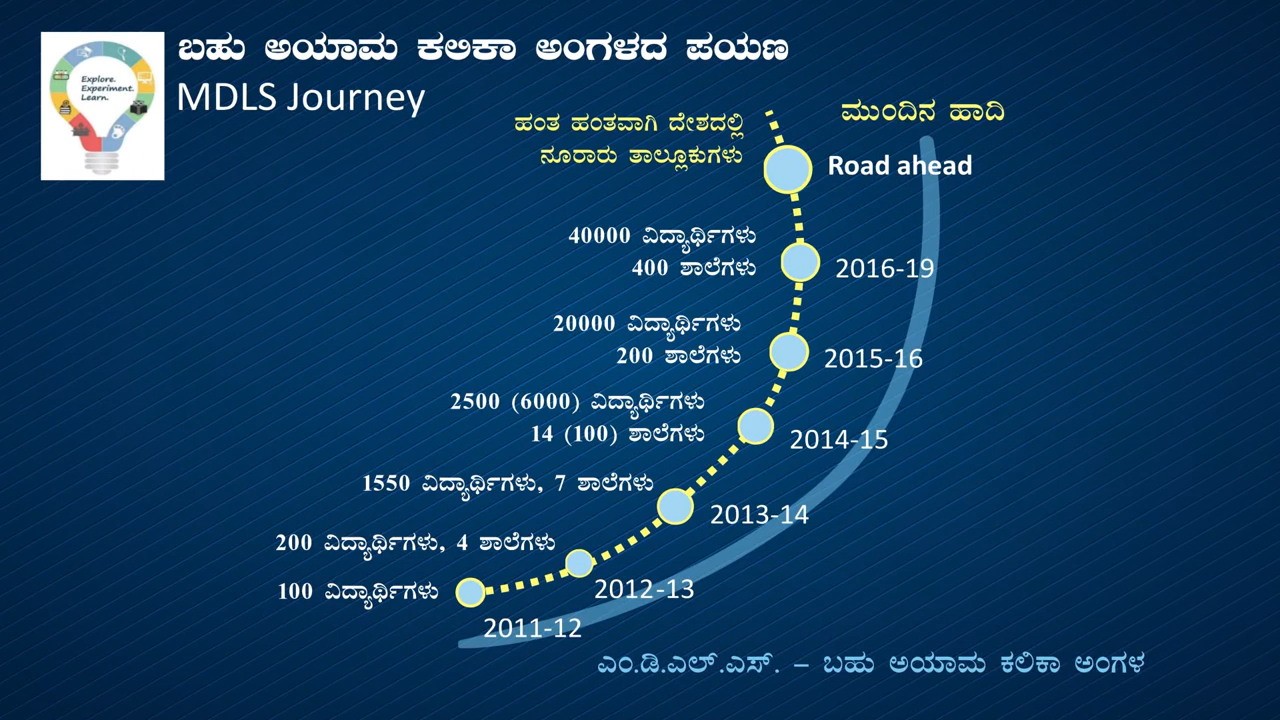 ಬಹು ಅಯಾಮ ಕಲಿಕಾ ಅಂಗಳದ ಪಯಣ
MDLS Journey
Explore.
Experiment.
Learn.
ಮುಂದಿನ ಹಾದಿ
ಹಂತ ಹಂತವಾಗಿ ದೇಶದಲ್ಲಿ
ನೂರಾರು ತಾಲ್ಲೂಕುಗಳು
Road ahead
40000 ವಿದ್ಯಾರ್ಥಿಗಳು
400 ಶಾಲೆಗಳು
2016-19
20000 ವಿದ್ಯಾರ್ಥಿಗಳು
200 ಶಾಲೆಗಳು
2015-16
2500 (6000) ವಿದ್ಯಾರ್ಥಿಗಳು
14 (100) ಶಾಲೆಗಳು
2014-15
1550 ವಿದ್ಯಾರ್ಥಿಗಳು, 7 ಶಾಲೆಗಳು
2013-14
200 ವಿದ್ಯಾರ್ಥಿಗಳು, 4 ಶಾಲೆಗಳು
2012-13
100 ವಿದ್ಯಾರ್ಥಿಗಳು
2011-12
ಎಂ.ಡಿ.ಎಲ್.ಎಸ್. – ಬಹು ಅಯಾಮ ಕಲಿಕಾ ಅಂಗಳ